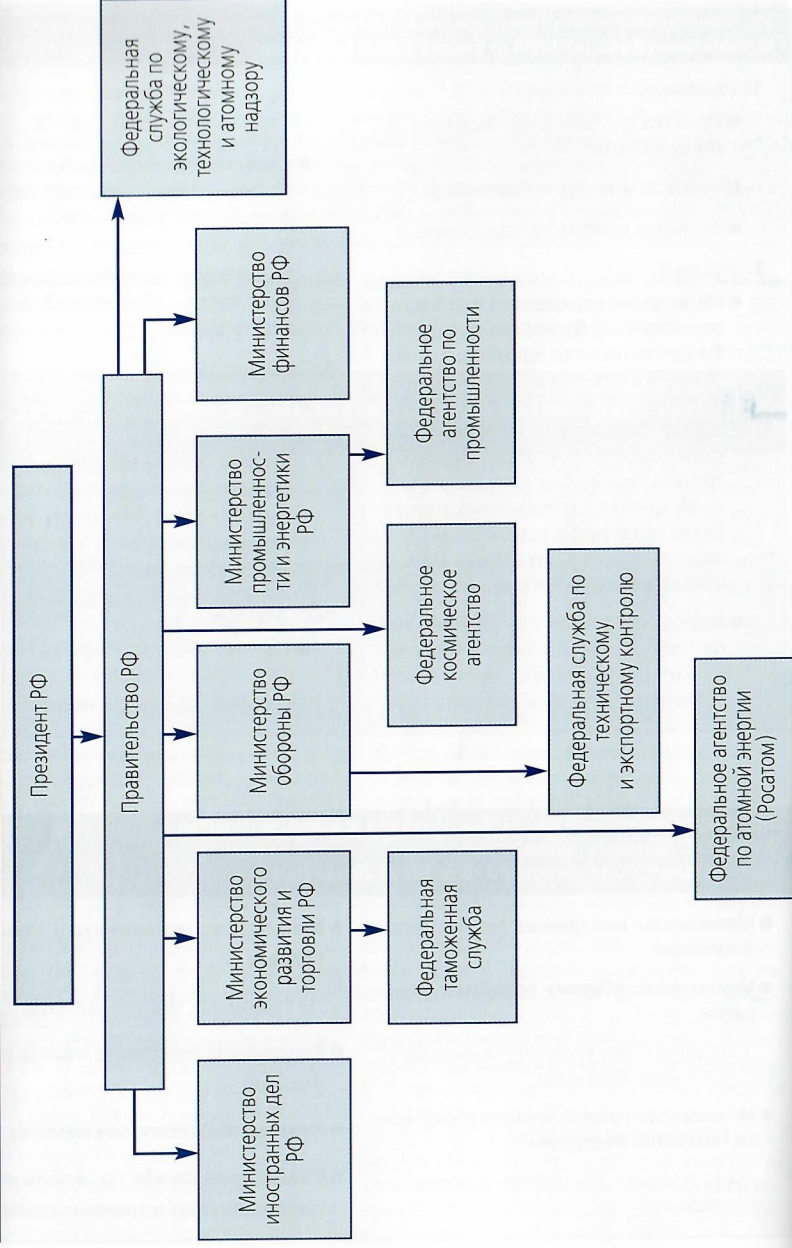 Президент РФ
Правительство РФ
Федеральная
служба по
экологическому,
технологическому
и атомному
надзору
Министерство
иностранных дел
РФ
Министерство
экономического
развития и
торговли РФ
Министерство
обороны РФ
Министерство
промышленнос-
ти и энергетики
РФ
Министерство
финансов РФ
Федеральная
таможенная
служба
Федеральное
космическое
агентство
Федеральное
агентство по
промышленности
Федеральная служба по
техническому
и экспортному контролю
Федеральное агентство
по атомной энергии
(Росатом)